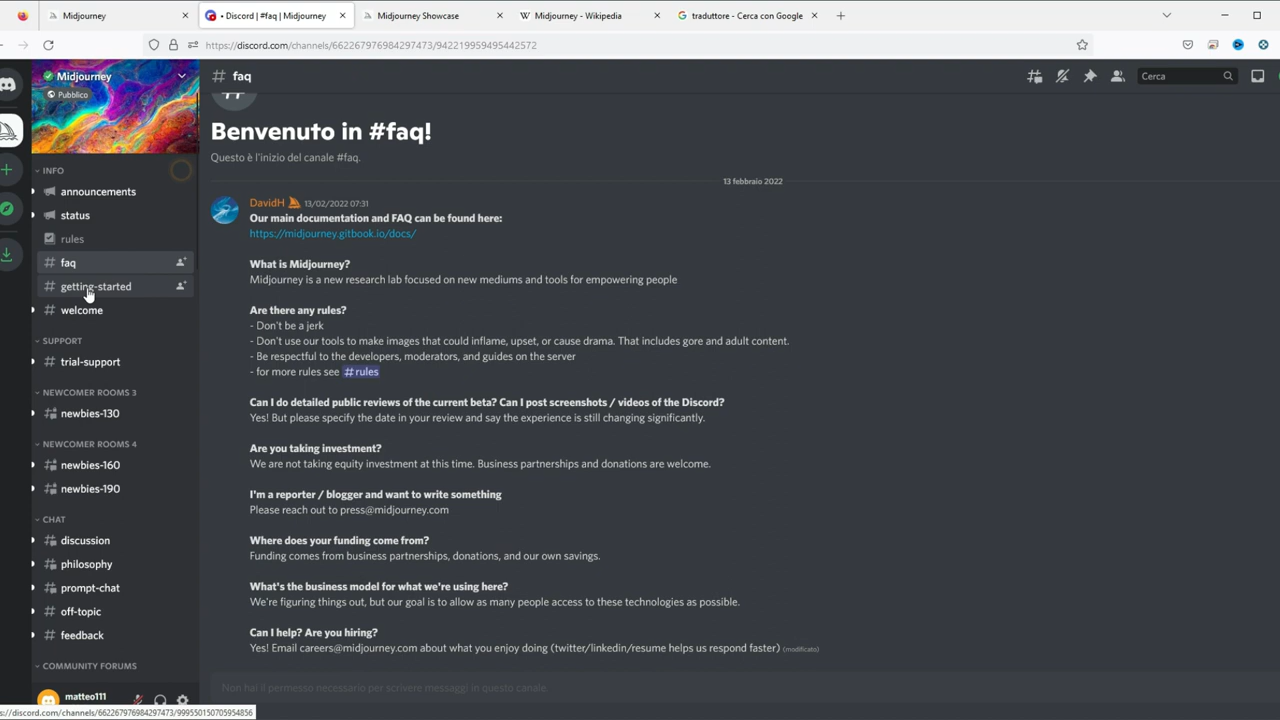 Midjourney
• Discord | #faq | Midjourney
Midjourney Showcase
Midjourney - Wikipedia
traduttore - Cerca con Google
https://discord.com/channels/662267976984297473/942219959495442572
Midjourney
Pubblico
INFO
announcements
status
rules
faq
getting-started
welcome
SUPPORT
trial-support
NEWCOMER ROOMS 3
newbies-130
NEWCOMER ROOMS 4
newbies-160
newbies-190
CHAT
discussion
philosophy
prompt-chat
off-topic
feedback
COMMUNITY FORUMS
matteo111
s://discord.com/channels/662267976984297473/999550150705954856
# faq
Cerca
Benvenuto in #faq!
Questo è l'inizio del canale #faq.
13 febbraio 2022
DavidH 13/02/2022 07:31
Our main documentation and FAQ can be found here:
https://midjourney.gitbook.io/docs/
What is Midjourney?
Midjourney is a new research lab focused on new mediums and tools for empowering people
Are there any rules?
- Don't be a jerk
- Don't use our tools to make images that could inflame, upset, or cause drama. That includes gore and adult content.
- Be respectful to the developers, moderators, and guides on the server
- for more rules see #rules
Can I do detailed public reviews of the current beta? Can I post screenshots / videos of the Discord?
Yes! But please specify the date in your review and say the experience is still changing significantly.
Are you taking investment?
We are not taking equity investment at this time. Business partnerships and donations are welcome.
I'm a reporter / blogger and want to write something
Please reach out to press@midjourney.com
Where does your funding come from?
Funding comes from business partnerships, donations, and our own savings.
What's the business model for what we're using here?
We're figuring things out, but our goal is to allow as many people access to these technologies as possible.
Can I help? Are you hiring?
Yes! Email careers@midjourney.com about what you enjoy doing (twitter/linkedin/resume helps us respond faster) (modificato)
Non hai il permesso necessario per scrivere messaggi in questo canale.